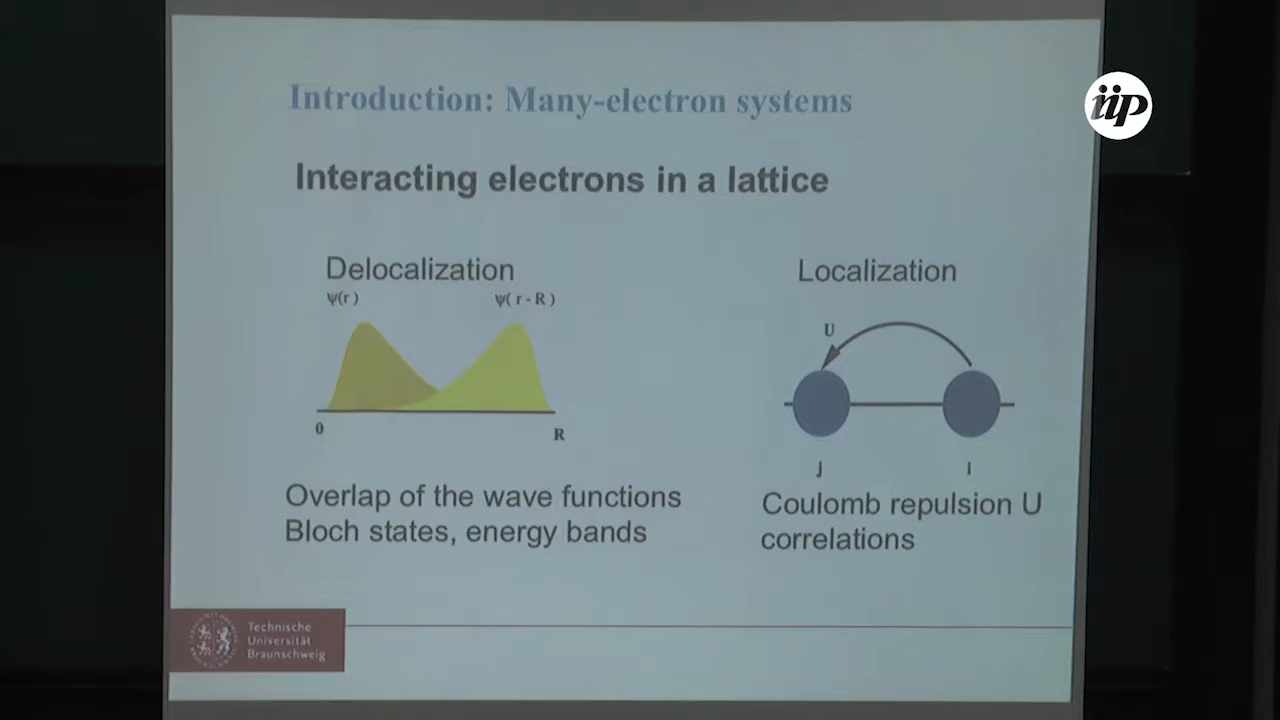 iip
Introduction: Many-electron systems
Interacting electrons in a lattice
Delocalization
ψ(r)
ψ( r - R )
0
R
Overlap of the wave functions
Bloch states, energy bands
Localization
U
j
i
Coulomb repulsion U
correlations
Technische
Universität
Braunschweig